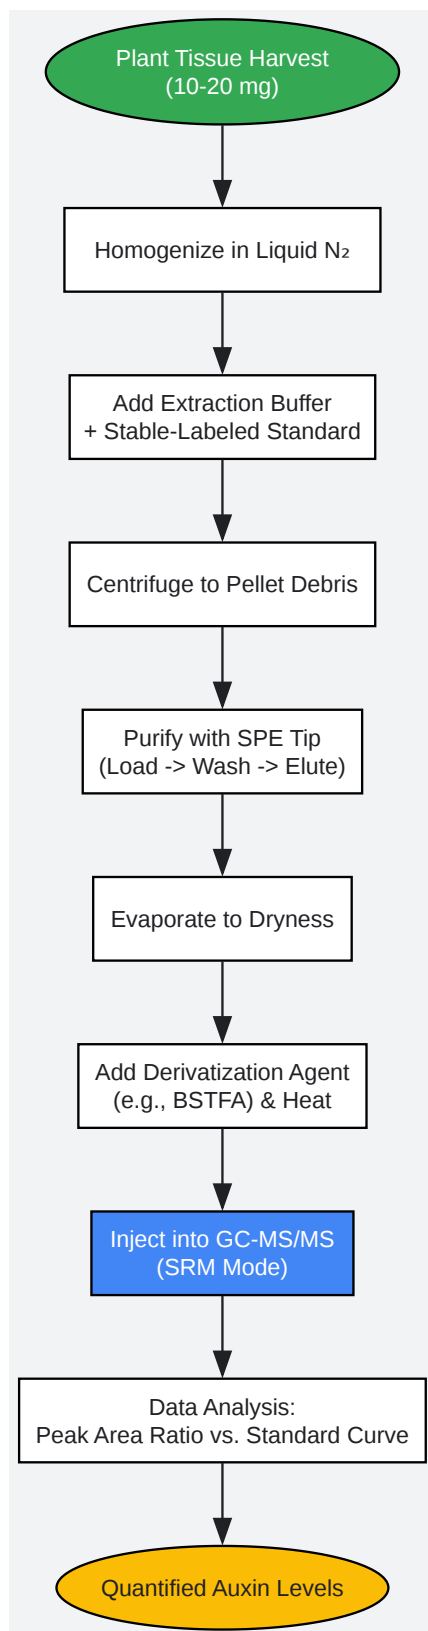 Plant Tissue Harvest
(10-20 mg)
Homogenize in Liquid N₂
Add Extraction Buffer
+ Stable-Labeled Standard
Centrifuge to Pellet Debris
Purify with SPE Tip
(Load -> Wash -> Elute)
Evaporate to Dryness
Add Derivatization Agent
(e.g., BSTFA) & Heat
Inject into GC-MS/MS
(SRM Mode)
Data Analysis:
Peak Area Ratio vs. Standard Curve
Quantified Auxin Levels